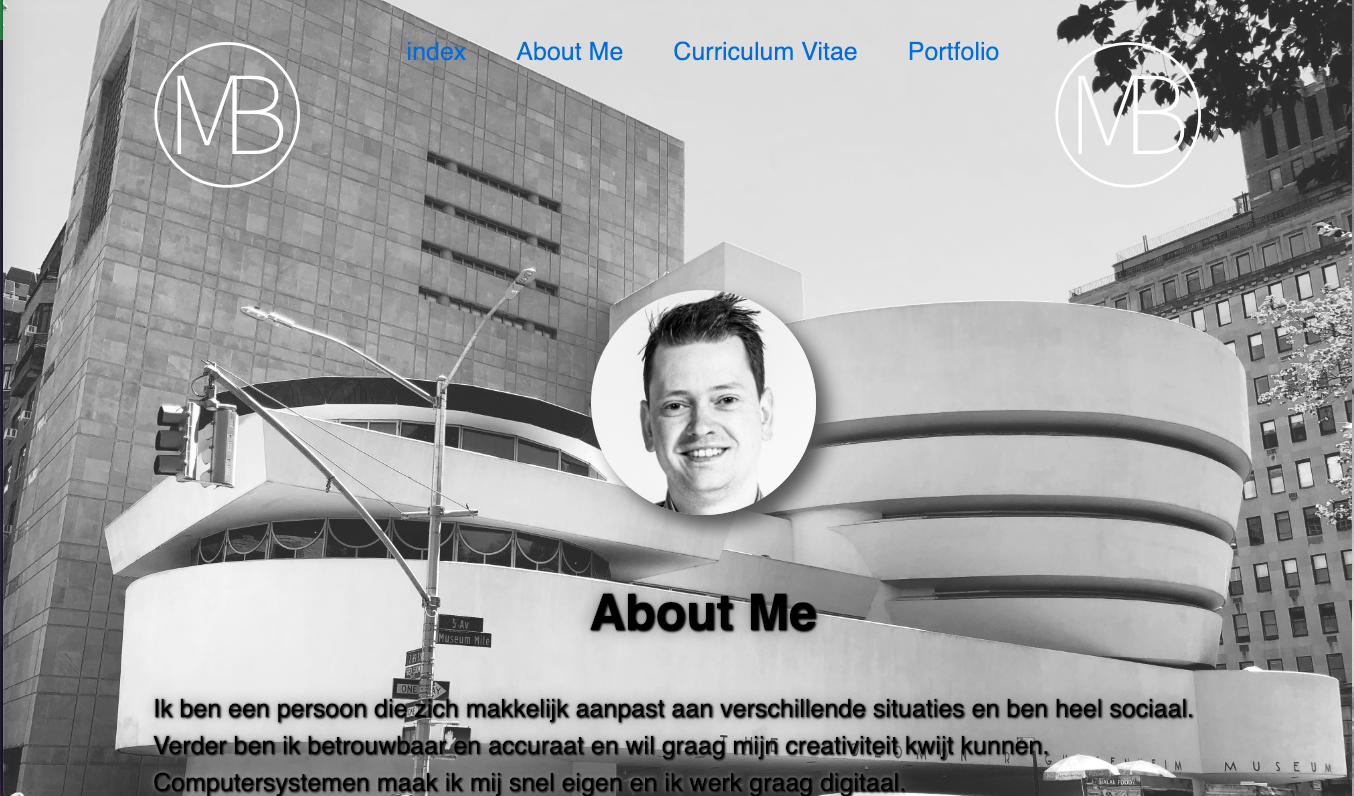 index About Me Curriculum Vitae Portfolio
MB MB
About Me
5 Av
Museum Mile
ONE WAY
Ik ben een persoon die zich makkelijk aanpast aan verschillende situaties en ben heel sociaal.
Verder ben ik betrouwbaar en accuraat en wil graag mijn creativiteit kwijt kunnen.
MUSEUM
Computersystemen maak ik mij snel eigen en ik werk graag digitaal.